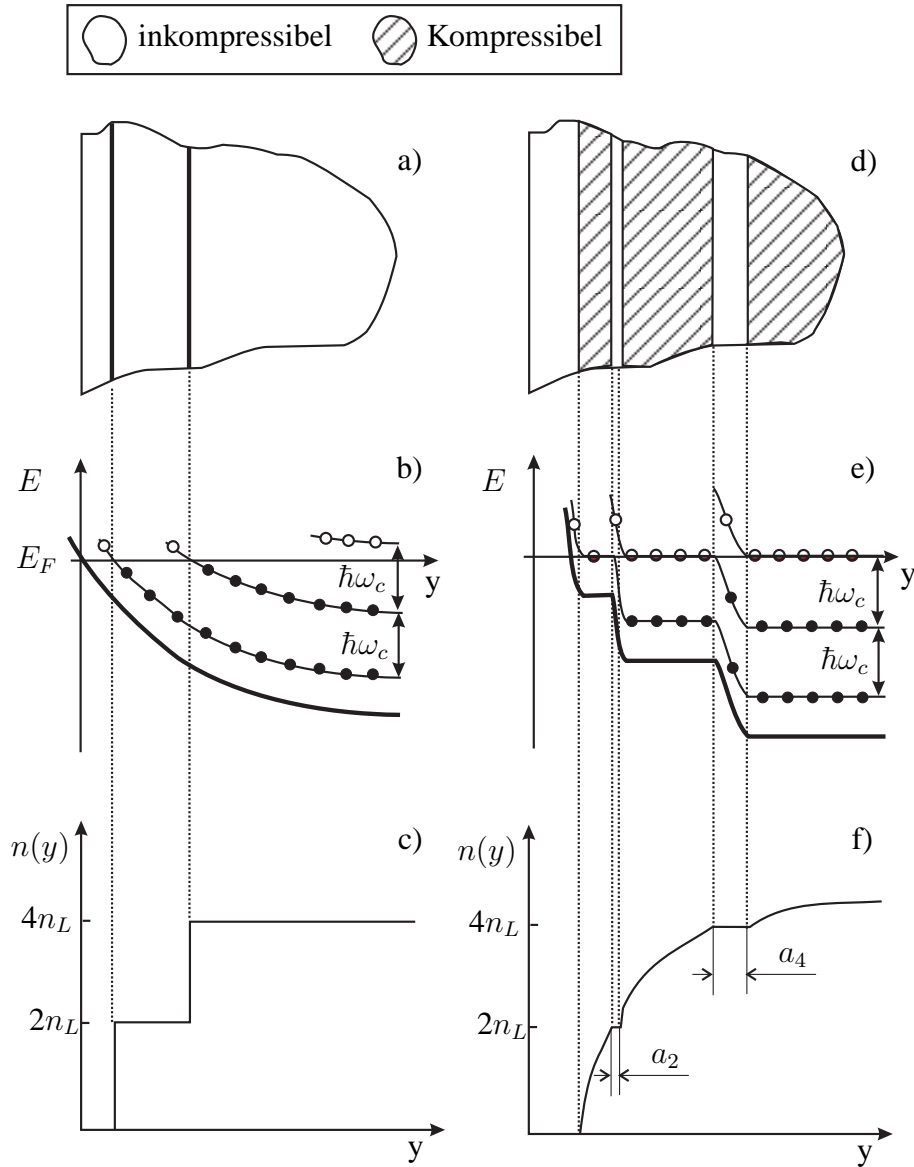 inkompressibel
Kompressibel
a)
d)
b)
E
E_F
y
ħω_c
ħω_c
e)
E
y
ħω_c
ħω_c
c)
n(y)
4n_L
2n_L
y
f)
n(y)
4n_L
2n_L
a_4
a_2
y